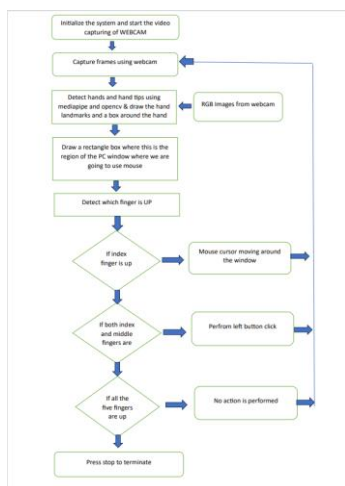 Initialize the system and start the video
capturing of WEBCAM
Capture frames using webcam
Detect hands and hand tips using
mediapipe and opencv & draw the hand
landmarks and a box around the hand
RGB Images from webcam
Draw a rectangle box where this is the
region of the PC window where we are
going to use mouse
Detect which finger is UP
If index
finger is up
Mouse cursor moving around
the window
If both index
and middle
fingers are
Perfrom left button click
If all the
five fingers
are up
No action is performed
Press stop to terminate